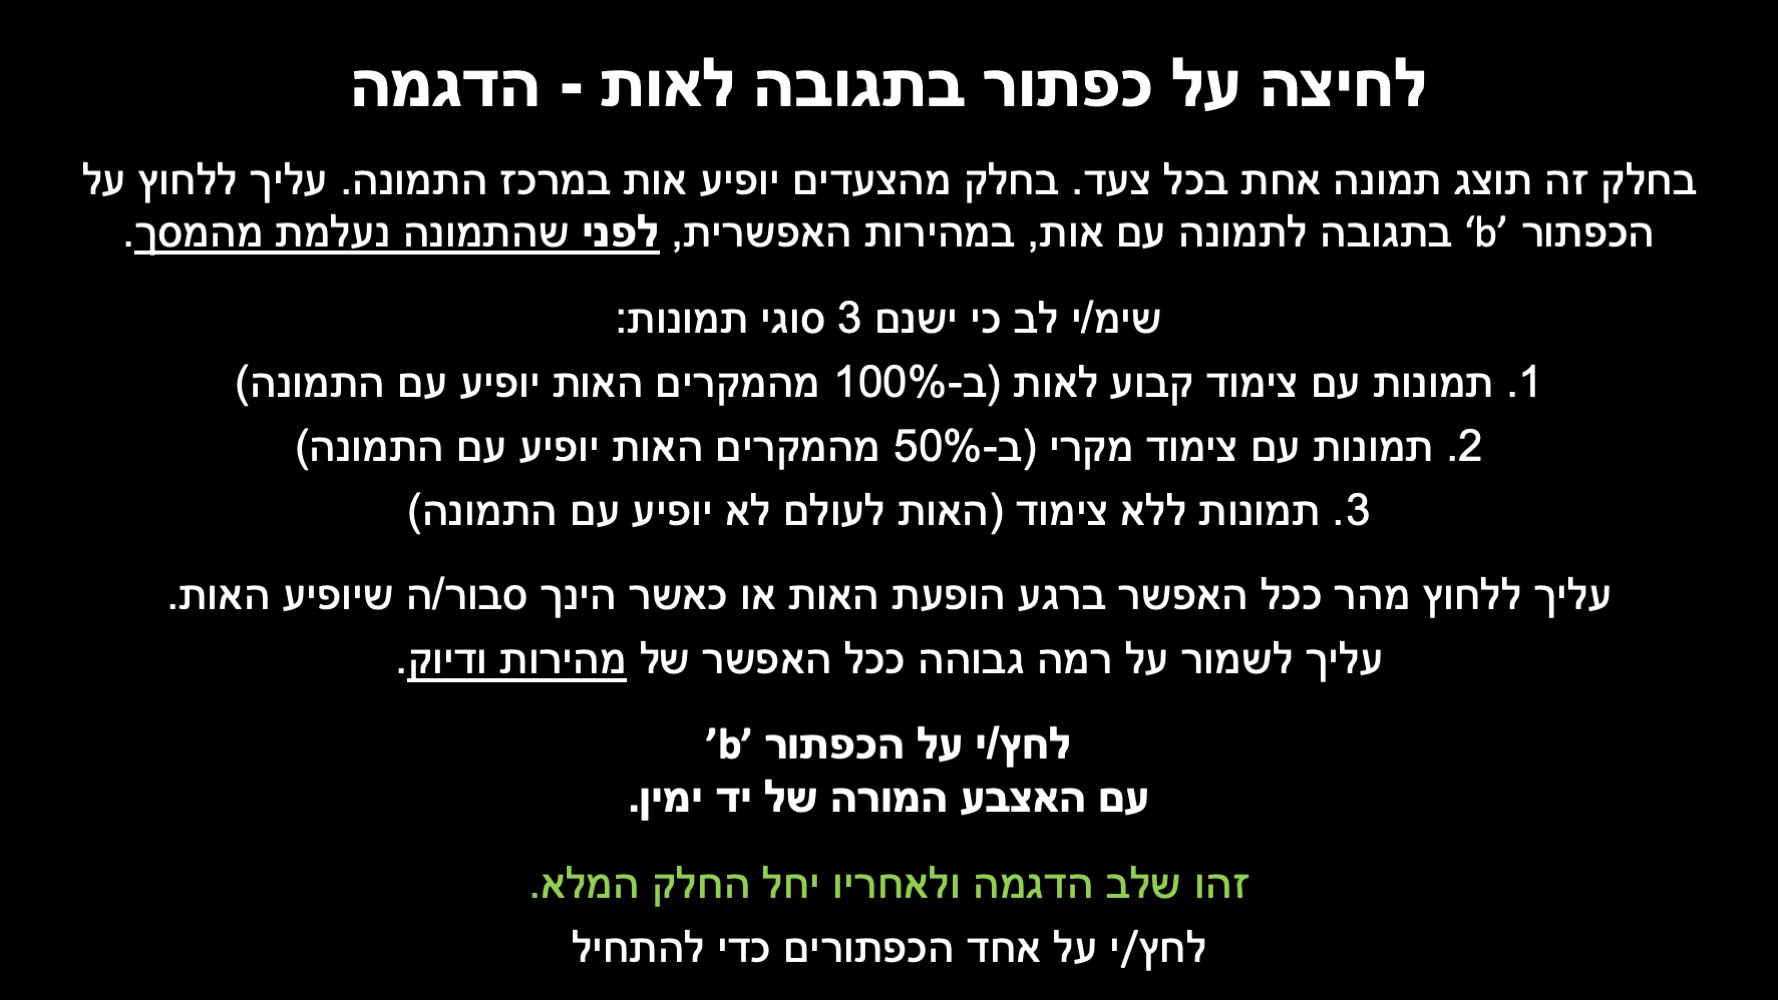 לחיצה על כפתור בתגובה לאות - הדגמה
בחלק זה תוצג תמונה אחת בכל צעד. בחלק מהצעדים יופיע אות במרכז התמונה. עליך ללחוץ על
הכפתור ’b‘ בתגובה לתמונה עם אות, במהירות האפשרית, לפני שהתמונה נעלמת מהמסך.
שימ/י לב כי ישנם 3 סוגי תמונות:
1. תמונות עם צימוד קבוע לאות (ב-100% מהמקרים האות יופיע עם התמונה)
2. תמונות עם צימוד מקרי (ב-50% מהמקרים האות יופיע עם התמונה)
3. תמונות ללא צימוד (האות לעולם לא יופיע עם התמונה)
עליך ללחוץ מהר ככל האפשר ברגע הופעת האות או כאשר הינך סבור/ה שיופיע האות.
עליך לשמור על רמה גבוהה ככל האפשר של מהירות ודיוק.
לחץ/י על הכפתור ’b’
עם האצבע המורה של יד ימין.
זהו שלב הדגמה ולאחריו יחל החלק המלא.
לחץ/י על אחד הכפתורים כדי להתחיל